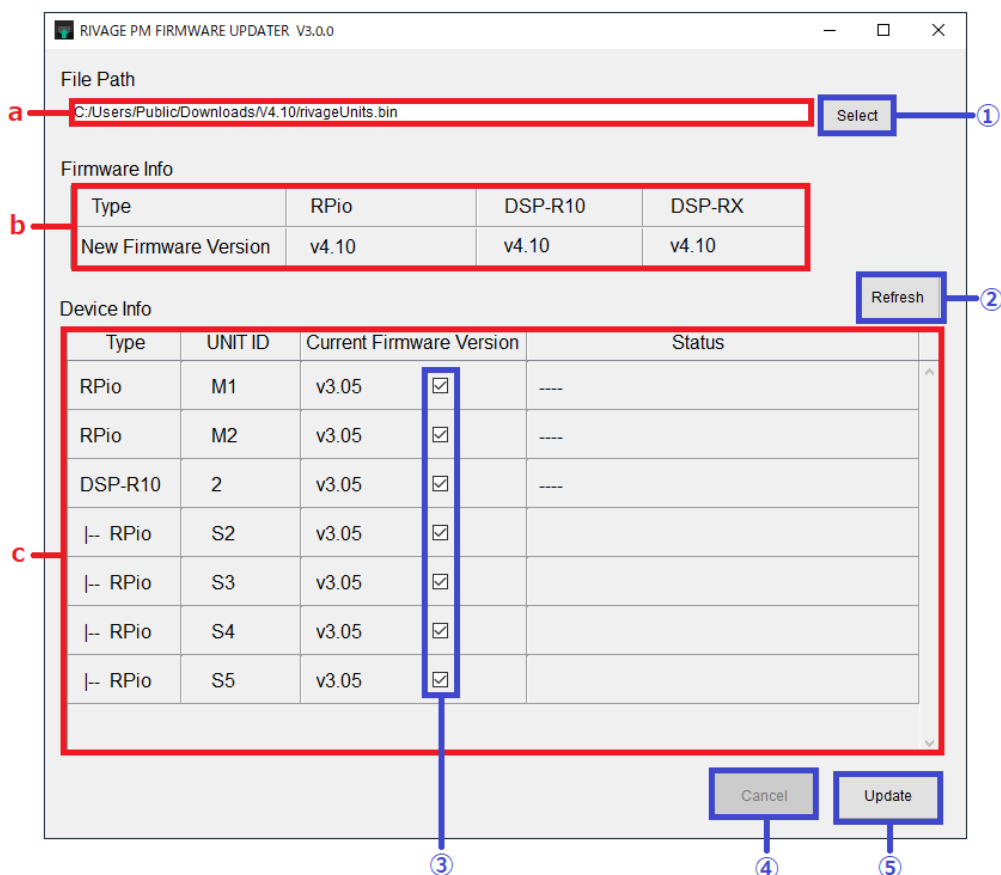 RIVAGE PM FIRMWARE UPDATER V3.0.0
File Path
a C:/Users/Public/Downloads/V4.10/rivageUnits.bin Select ①
Firmware Info
b
Type RPio DSP-R10 DSP-RX
New Firmware Version v4.10 v4.10 v4.10
Refresh ②
Device Info
Type UNIT ID Current Firmware Version Status
RPio M1 v3.05 ----
RPio M2 v3.05 ----
DSP-R10 2 v3.05 ----
|-- RPio S2 v3.05
c
|-- RPio S3 v3.05
|-- RPio S4 v3.05
|-- RPio S5 v3.05
Cancel Update
③ ④ ⑤